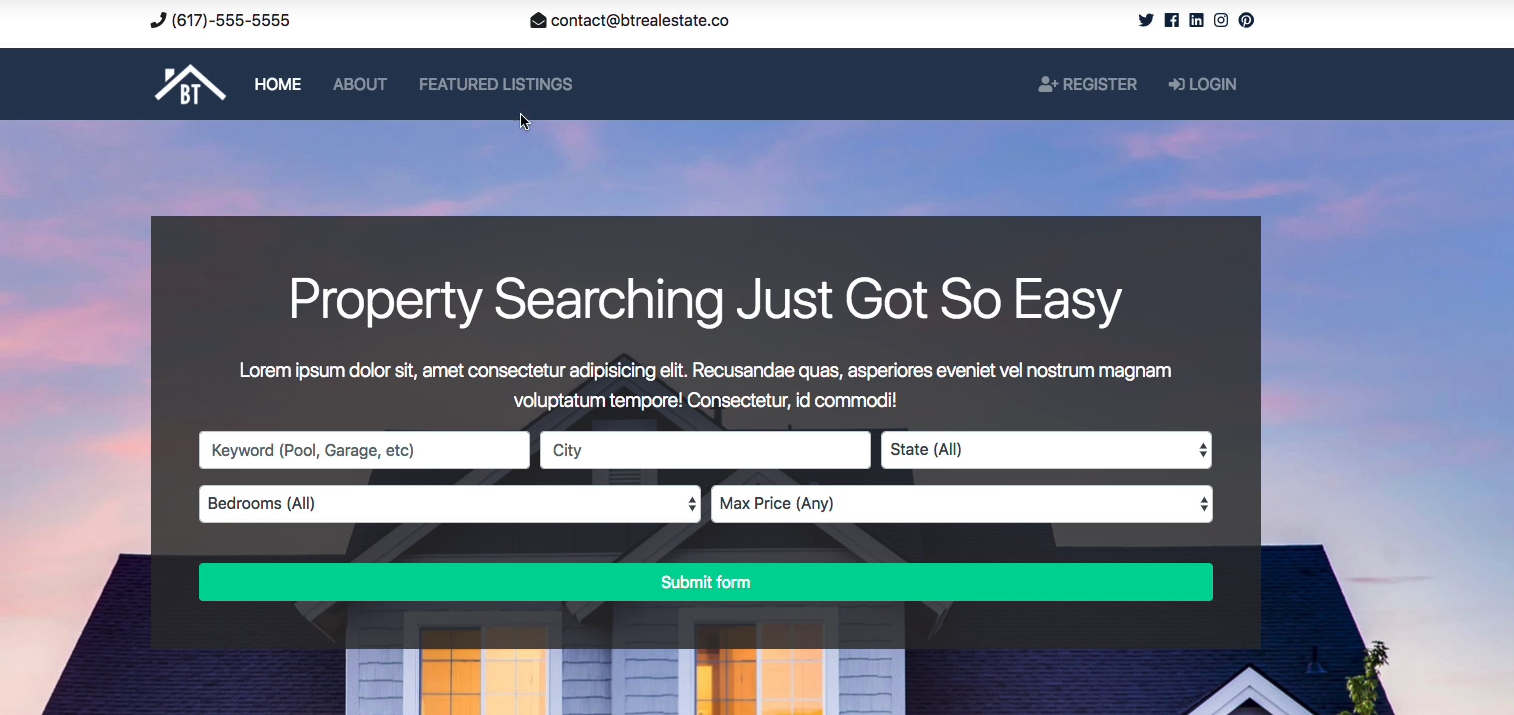 (617)-555-5555
contact@btrealestate.co
BT
HOME
ABOUT
FEATURED LISTINGS
REGISTER
LOGIN
Property Searching Just Got So Easy
Lorem ipsum dolor sit, amet consectetur adipisicing elit. Recusandae quas, asperiores eveniet vel nostrum magnam
voluptatum tempore! Consectetur, id commodi!
Keyword (Pool, Garage, etc)
City
State (All)
Bedrooms (All)
Max Price (Any)
Submit form